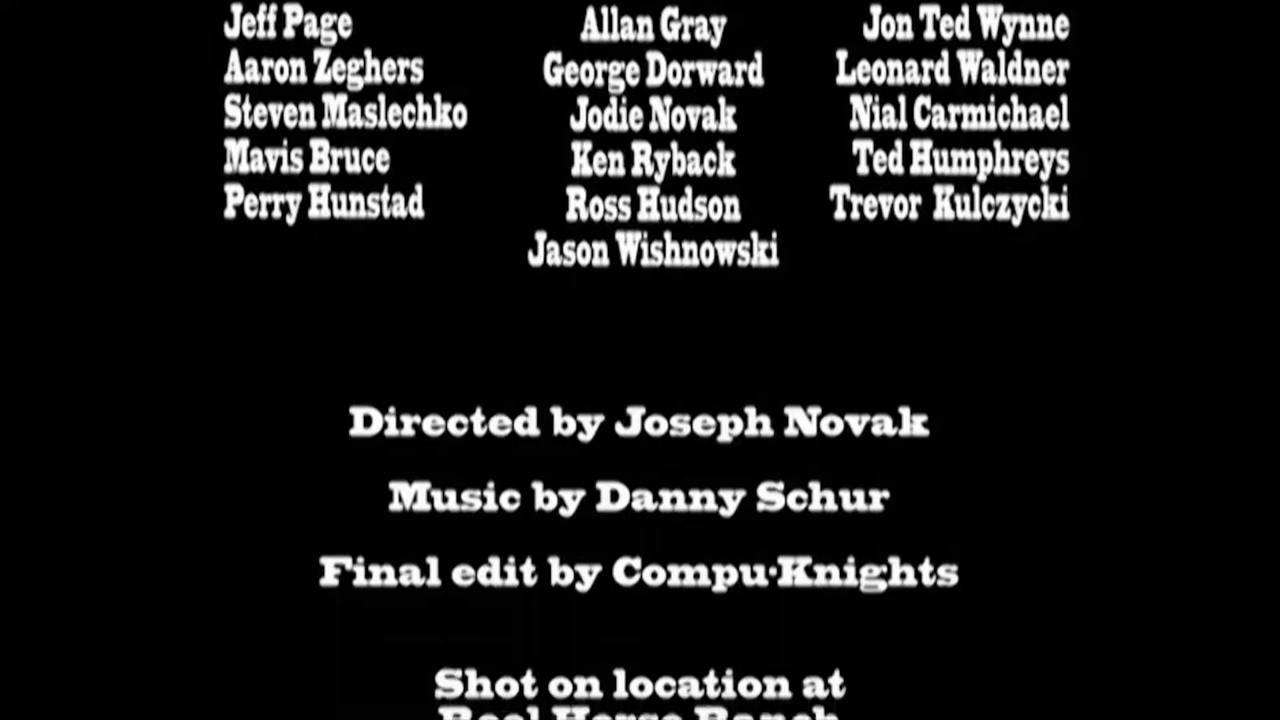 Jeff Page Allan Gray Jon Ted Wynne
Aaron Zeghers George Dorward Leonard Waldner
Steven Maslechko Jodie Novak Nial Carmichael
Mavis Bruce Ken Ryback Ted Humphreys
Perry Hunstad Ross Hudson Trevor Kulczycki
Jason Wishnowski
Directed by Joseph Novak
Music by Danny Schur
Final edit by Compu·Knights
Shot on location at
Horse Ranch